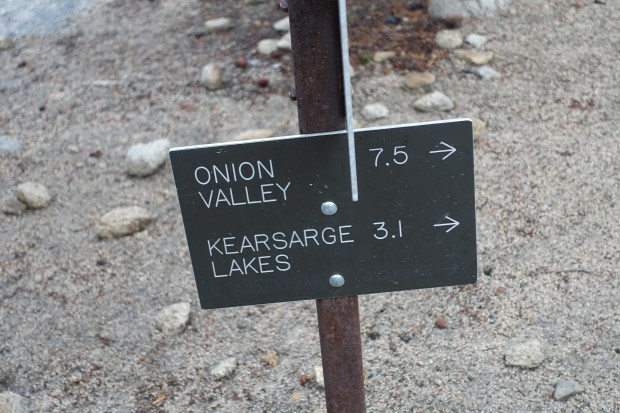 ONION 7.5 →
VALLEY
KEARSARGE 3.1 →
LAKES